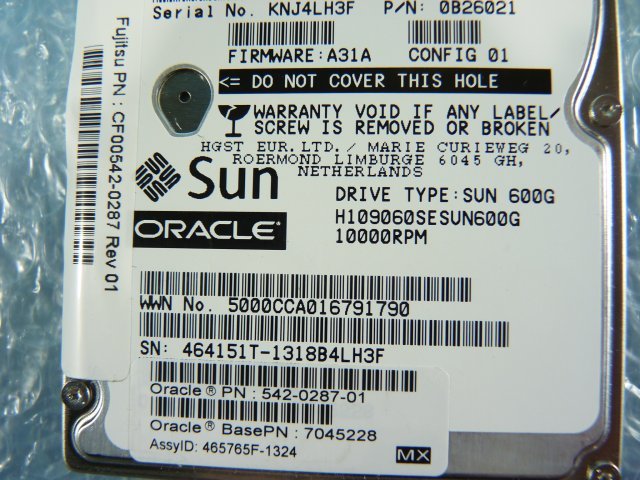 Serial No. KNJ4LH3F P/N: 0B26021
FIRMWARE:A31A CONFIG 01
<= DO NOT COVER THIS HOLE
WARRANTY VOID IF ANY LABEL/
SCREW IS REMOVED OR BROKEN
HGST EUR.LTD./ MARIE CURIEWEG 20,
ROERMOND LIMBURGE 6045 GH,
NETHERLANDS
Sun
ORACLE®
DRIVE TYPE:SUN 600G
H109060SESUN600G
10000RPM
WWN No. 5000CCA016791790
SN: 464151T-1318B4LH3F
Oracle® PN : 542-0287-01
Oracle® BasePN : 7045228
AssyID: 465765F-1324
MX
Fujitsu PN : CF00542-0287 Rev 01